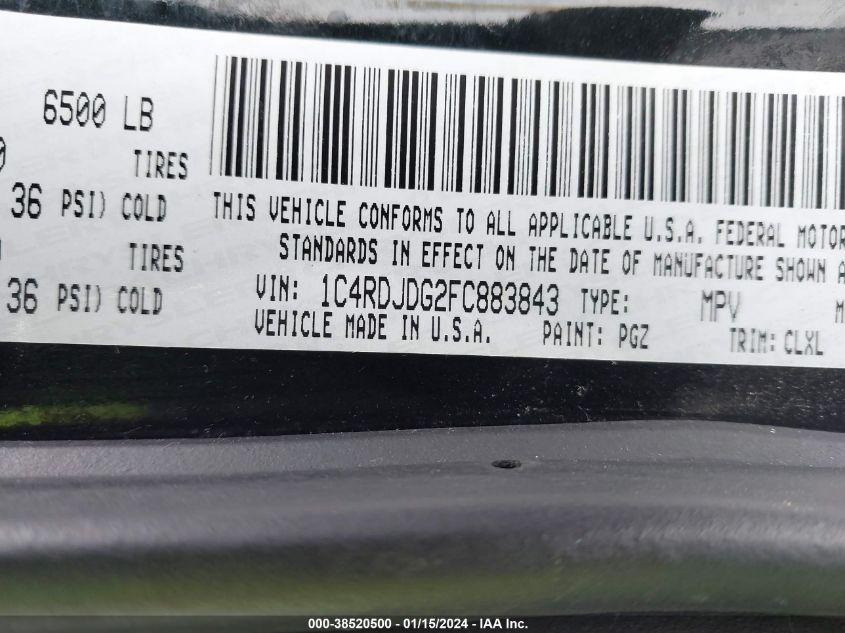 6500 LB
TIRES
36 PSI) COLD
TIRES
36 PSI) COLD
THIS VEHICLE CONFORMS TO ALL APPLICABLE U.S.A. FEDERAL MOTOR
STANDARDS IN EFFECT ON THE DATE OF MANUFACTURE SHOWN A
VIN: 1C4RDJDG2FC883843 TYPE: MPV M
VEHICLE MADE IN U.S.A. PAINT: PGZ TRIM: CLXL
000-38520500 - 01/15/2024 - IAA Inc.